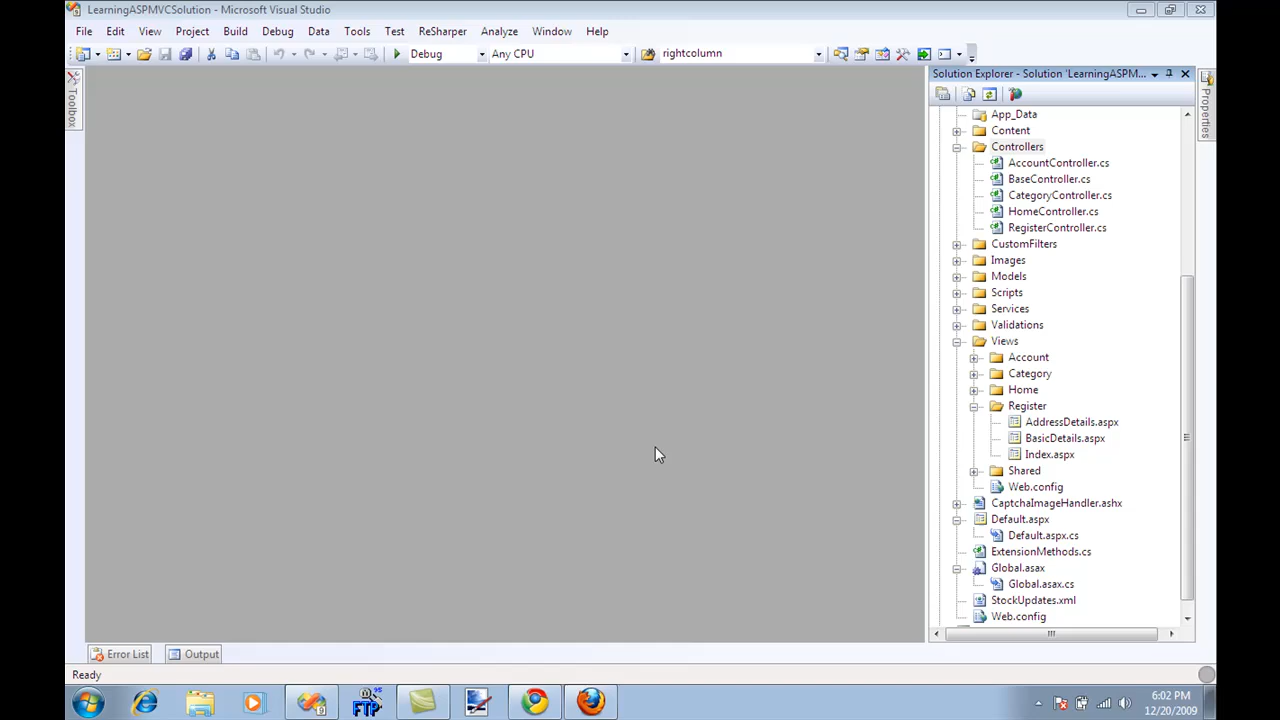 LearningASPMVCSolution - Microsoft Visual Studio
File Edit View Project Build Debug Data Tools Test ReSharper Analyze Window Help
Debug Any CPU rightcolumn
Toolbox
Solution Explorer - Solution 'LearningASPM...
Properties
App_Data
Content
Controllers
AccountController.cs
BaseController.cs
CategoryController.cs
HomeController.cs
RegisterController.cs
CustomFilters
Images
Models
Scripts
Services
Validations
Views
Account
Category
Home
Register
AddressDetails.aspx
BasicDetails.aspx
Index.aspx
Shared
Web.config
CaptchaImageHandler.ashx
Default.aspx
Default.aspx.cs
ExtensionMethods.cs
Global.asax
Global.asax.cs
StockUpdates.xml
Web.config
Error List Output
Ready
FTP
6:02 PM
12/20/2009